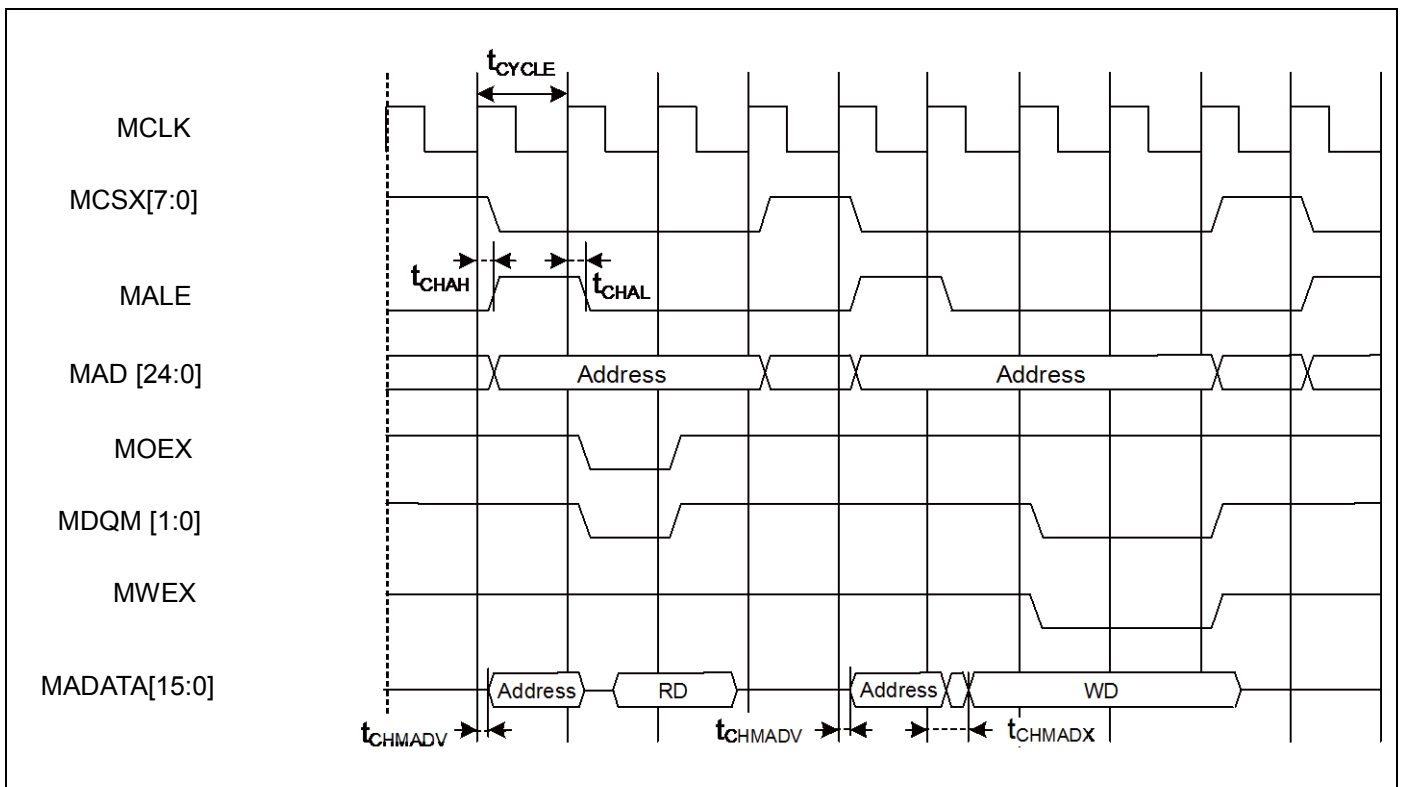 tCYCLE
MCLK
MCSX[7:0]
tCHAH
tCHAL
MALE
MAD [24:0]
Address
Address
MOEX
MDQM [1:0]
MWEX
MADATA[15:0]
Address
RD
Address
WD
tCHMADV
tCHMADV
tCHMADX